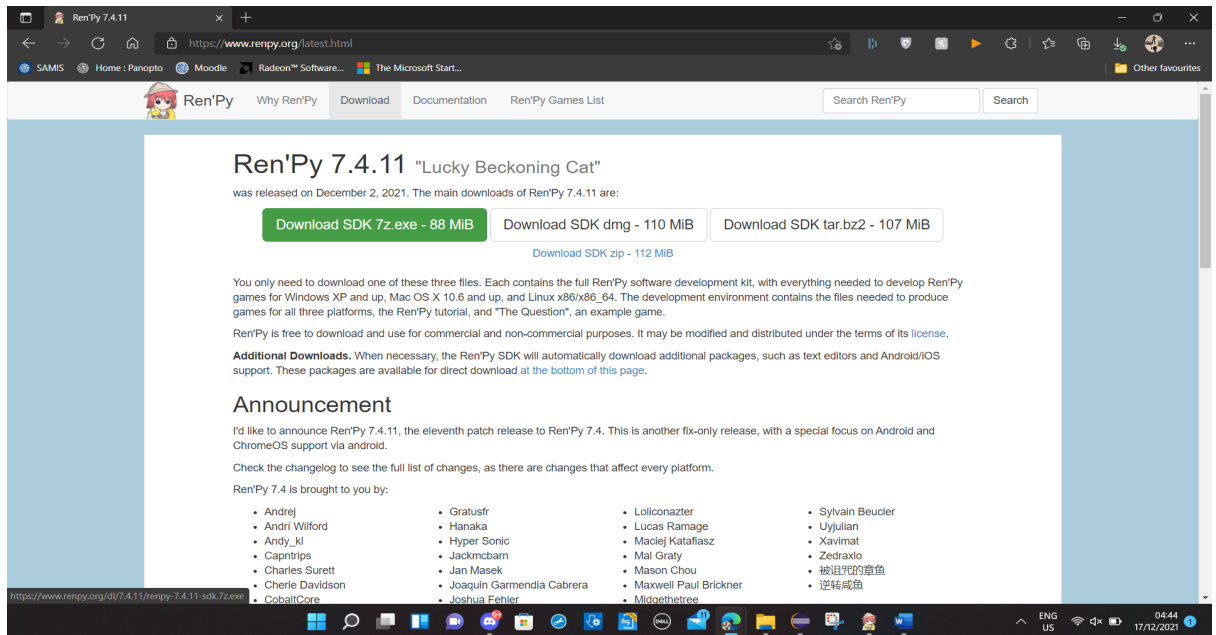 Ren'Py 7.4.11
https://www.renpy.org/latest.html
SAMIS Home : Panopto Moodle Radeon™ Software... The Microsoft Start... Other favourites
Ren'Py Why Ren'Py Download Documentation Ren'Py Games List Search Ren'Py Search
Ren'Py 7.4.11 "Lucky Beckoning Cat"
was released on December 2, 2021. The main downloads of Ren'Py 7.4.11 are:
Download SDK 7z.exe - 88 MiB Download SDK dmg - 110 MiB Download SDK tar.bz2 - 107 MiB
Download SDK zip - 112 MiB
You only need to download one of these three files. Each contains the full Ren'Py software development kit, with everything needed to develop Ren'Py
games for Windows XP and up, Mac OS X 10.6 and up, and Linux x86/x86_64. The development environment contains the files needed to produce
games for all three platforms, the Ren'Py tutorial, and "The Question", an example game.
Ren'Py is free to download and use for commercial and non-commercial purposes. It may be modified and distributed under the terms of its license.
Additional Downloads. When necessary, the Ren'Py SDK will automatically download additional packages, such as text editors and Android/iOS
support. These packages are available for direct download at the bottom of this page.
Announcement
I'd like to announce Ren'Py 7.4.11, the eleventh patch release to Ren'Py 7.4. This is another fix-only release, with a special focus on Android and
ChromeOS support via android.
Check the changelog to see the full list of changes, as there are changes that affect every platform.
Ren'Py 7.4 is brought to you by:
• Andrej • Gratusfr • Loliconazter • Sylvain Beucler
• Andrí Wilford • Hanaka • Lucas Ramage • Uyjulian
• Andy_kl • Hyper Sonic • Maciej Katafiasz • Xavimat
• Capntrips • Jackmcbarn • Mal Graty • Zedraxlo
• Charles Surett • Jan Masek • Mason Chou • 被诅咒的章鱼
• Cherie Davidson • Joaquin Garmendia Cabrera • Maxwell Paul Brickner • 逆转咸鱼
• CobaltCore • Joshua Fehler • Midgethetree
https://www.renpy.org/dl/7.4.11/renpy-7.4.11-sdk.7z.exe
ENG 04:44
US 17/12/2021 1